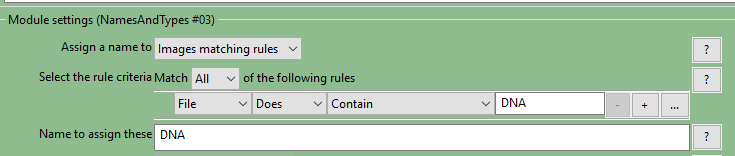 Module settings (NamesAndTypes #03)
Assign a name to Images matching rules ?
Select the rule criteria Match All of the following rules ?
File Does Contain DNA - + ...
Name to assign these DNA ?